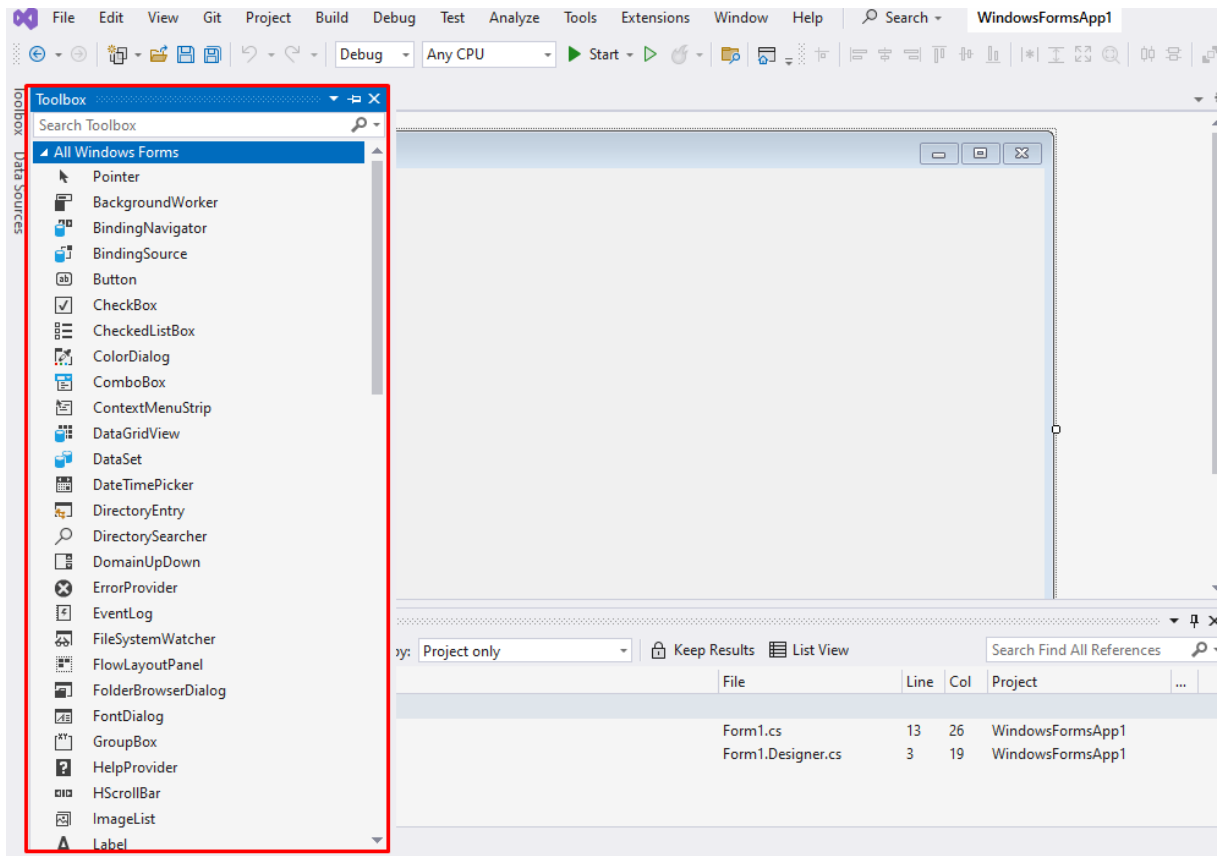 File Edit View Git Project Build Debug Test Analyze Tools Extensions Window Help Search WindowsFormsApp1
Debug Any CPU Start
Toolbox
Data Sources
Toolbox
Search Toolbox
All Windows Forms
Pointer
BackgroundWorker
BindingNavigator
BindingSource
Button
CheckBox
CheckedListBox
ColorDialog
ComboBox
ContextMenuStrip
DataGridView
DataSet
DateTimePicker
DirectoryEntry
DirectorySearcher
DomainUpDown
ErrorProvider
EventLog
FileSystemWatcher
FlowLayoutPanel
FolderBrowserDialog
FontDialog
GroupBox
HelpProvider
HScrollBar
ImageList
Label
by: Project only Keep Results List View Search Find All References
File Line Col Project ...
Form1.cs 13 26 WindowsFormsApp1
Form1.Designer.cs 3 19 WindowsFormsApp1